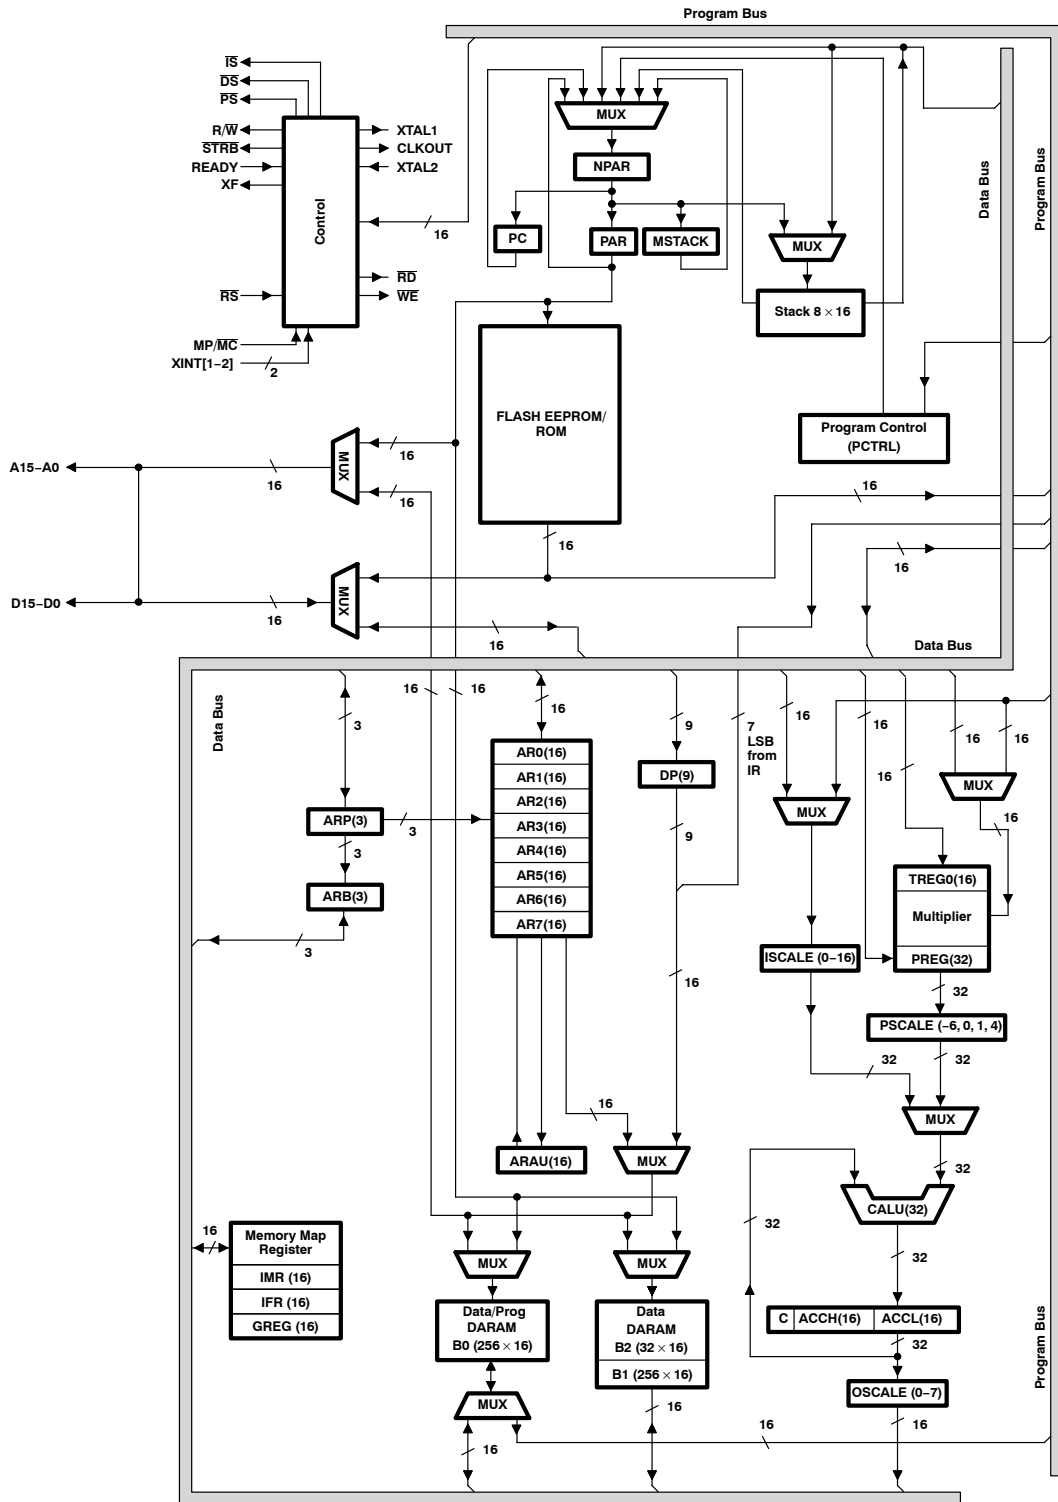 Program Bus
I̅S̅
D̅S̅
P̅S̅
R/W̅
XTAL1
S̅T̅R̅B̅
CLKOUT
READY
XTAL2
XF
Control
16
R̅D̅
R̅S̅
W̅E̅
MP/M̅C̅
XINT[1–2]
2
MUX
NPAR
PC
PAR
MSTACK
MUX
Stack 8 × 16
Data Bus
Program Bus
FLASH EEPROM/
ROM
Program Control
(PCTRL)
A15–A0
16
MUX
16
16
16
16
16
D15–D0
16
MUX
16
Data Bus
Data Bus
3
16
16
16
9
7
LSB
from
IR
16
16
16
16
16
AR0(16)
AR1(16)
AR2(16)
AR3(16)
AR4(16)
AR5(16)
AR6(16)
AR7(16)
DP(9)
MUX
MUX
ARP(3)
3
9
16
3
TREG0(16)
Multiplier
PREG(32)
ARB(3)
3
ISCALE (0–16)
16
32
PSCALE (–6, 0, 1, 4)
32
32
16
MUX
ARAU(16)
MUX
32
CALU(32)
32
32
16
Memory Map
Register
IMR (16)
IFR (16)
GREG (16)
MUX
MUX
Data/Prog
DARAM
B0 (256 × 16)
Data
DARAM
B2 (32 × 16)
B1 (256 × 16)
C
ACCH(16)
ACCL(16)
32
OSCALE (0–7)
MUX
16
16
16
16
Program Bus